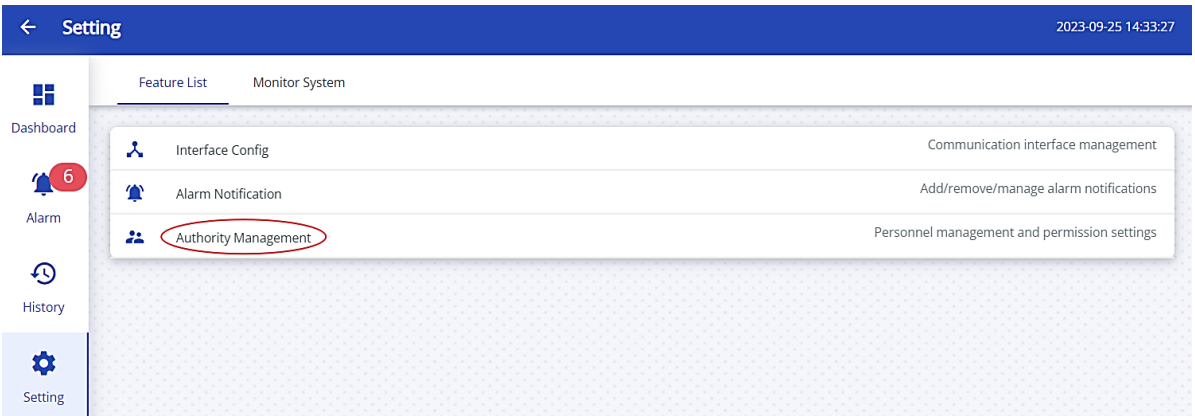 Setting
2023-09-25 14:33:27
Feature List
Monitor System
Dashboard
6
Alarm
History
Setting
Interface Config
Communication interface management
Alarm Notification
Add/remove/manage alarm notifications
Authority Management
Personnel management and permission settings